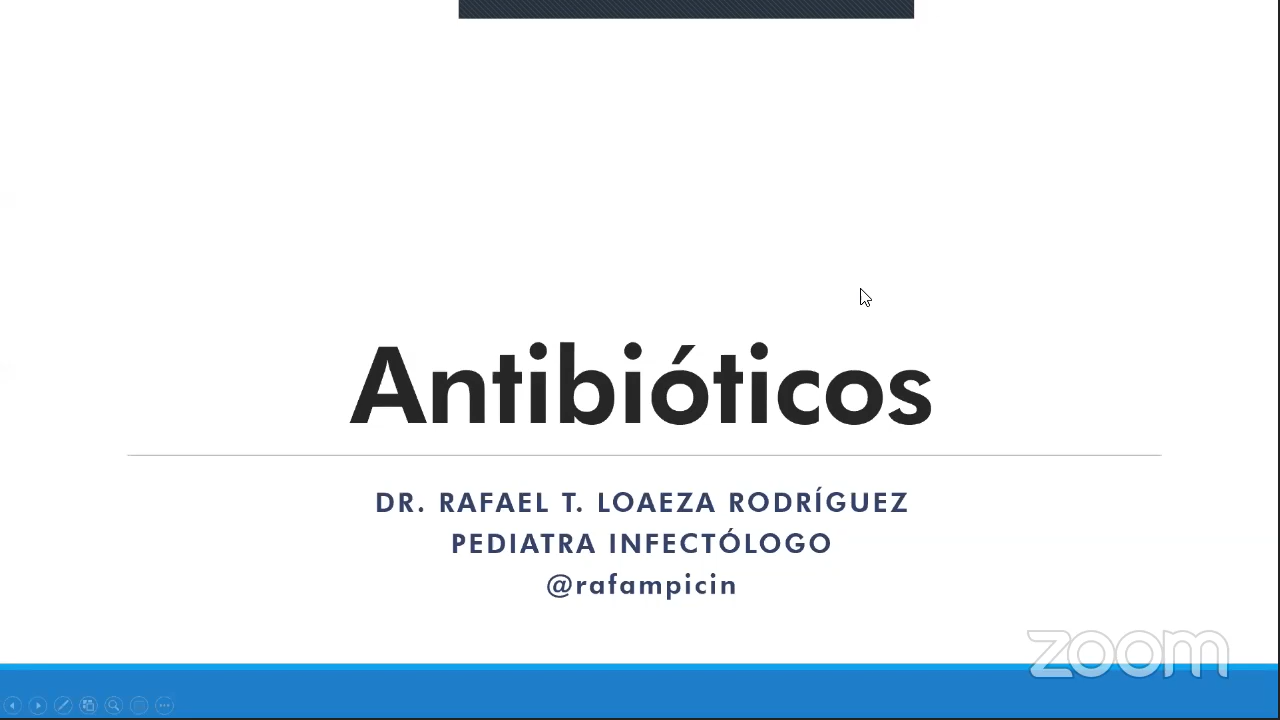 Antibióticos
DR. RAFAEL T. LOAEZA RODRÍGUEZ
PEDIATRA INFECTÓLOGO
@rafampicin
zoom